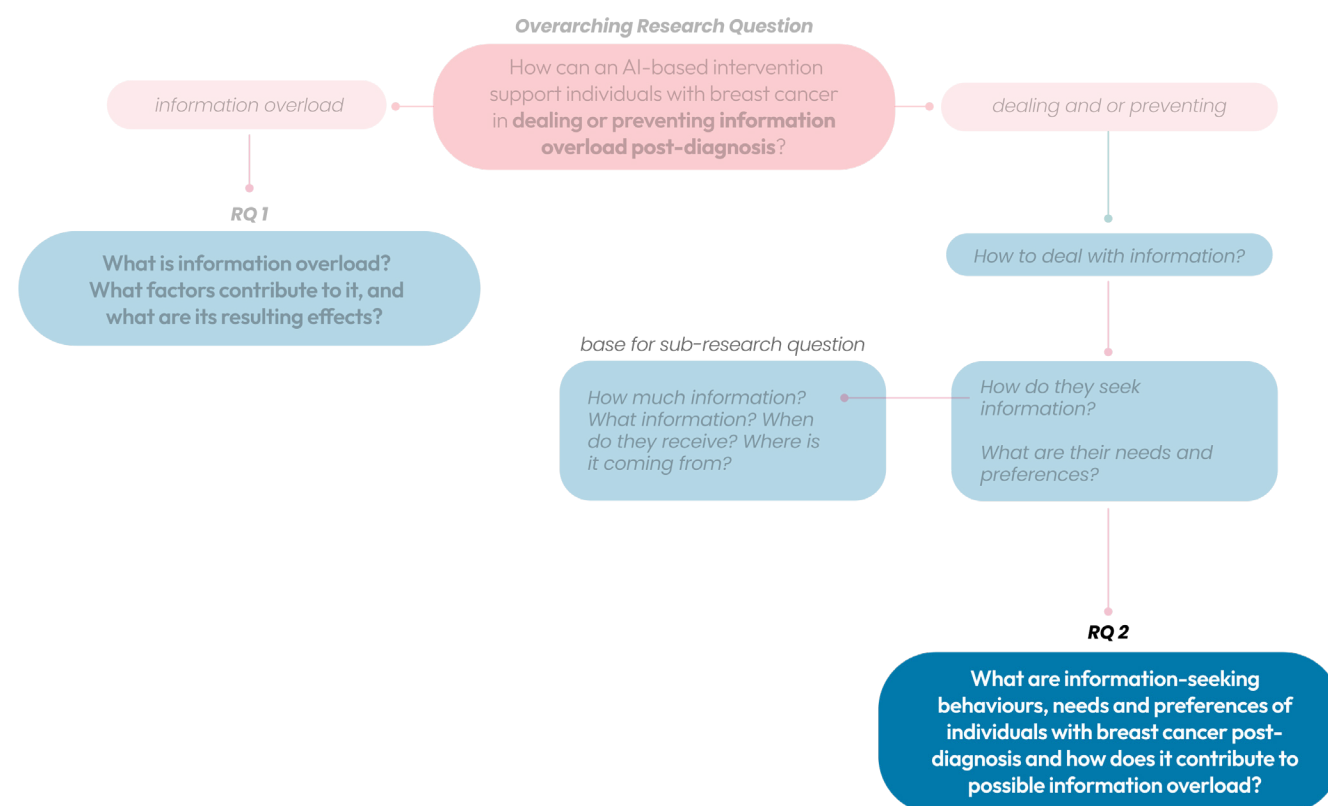 Overarching Research Question
How can an AI-based intervention
support individuals with breast cancer
in dealing or preventing information
overload post-diagnosis?
information overload
dealing and or preventing
RQ 1
What is information overload?
What factors contribute to it, and
what are its resulting effects?
How to deal with information?
base for sub-research question
How much information?
What information? When
do they receive? Where is
it coming from?
How do they seek
information?
What are their needs and
preferences?
RQ 2
What are information-seeking
behaviours, needs and preferences of
individuals with breast cancer post-
diagnosis and how does it contribute to
possible information overload?